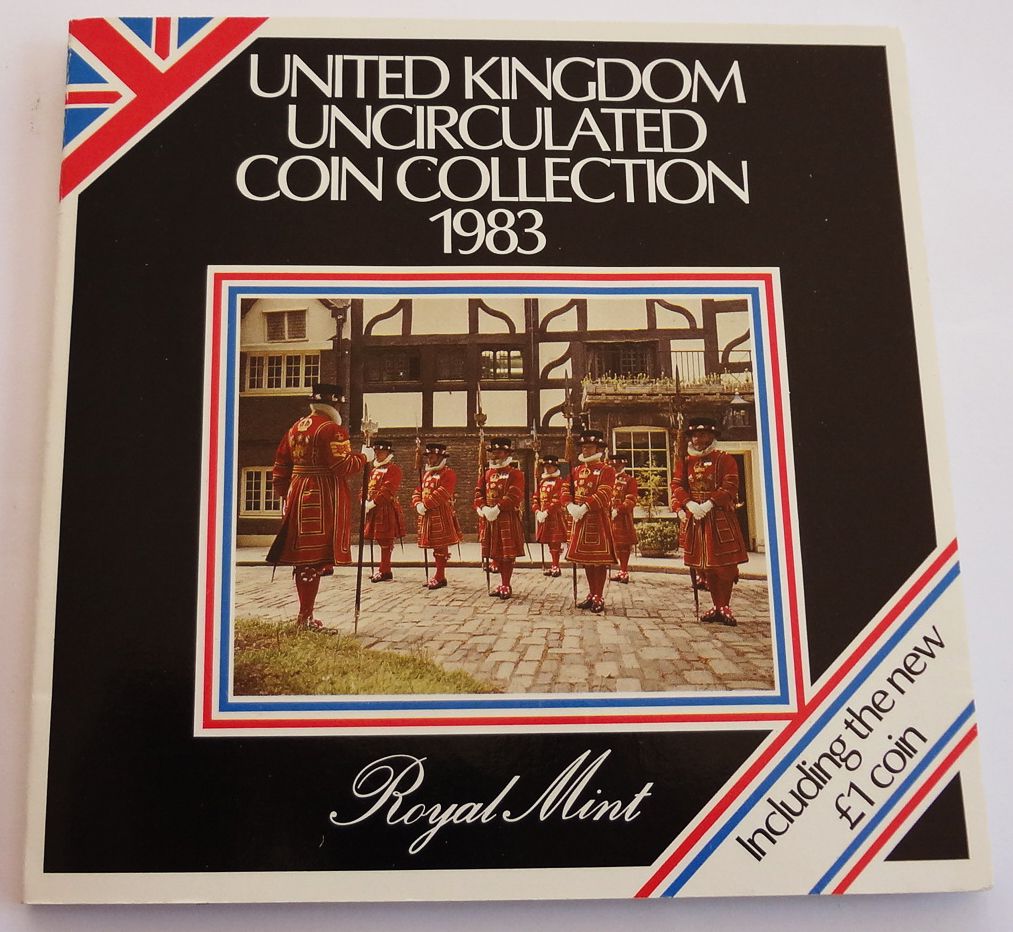 UNITED KINGDOM
UNCIRCULATED
COIN COLLECTION
1983
Royal Mint
Including the new
£1 coin